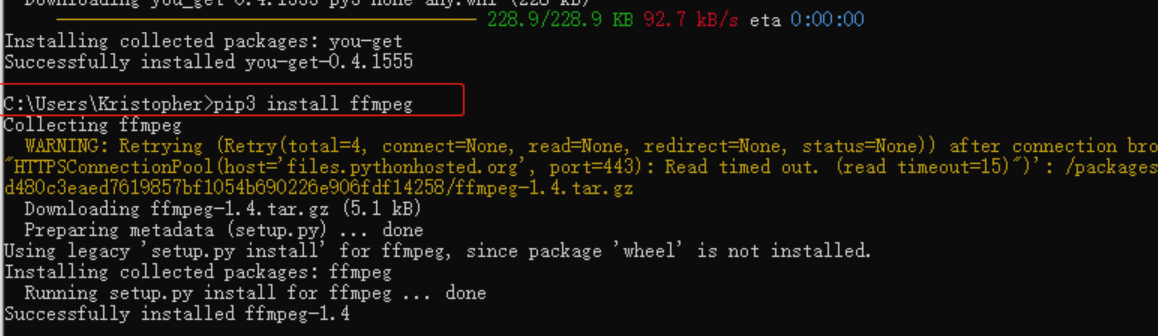 Downloading you_get-0.4.1555-py3-none-any.whl (228 kB)
228.9/228.9 KB 92.7 kB/s eta 0:00:00
Installing collected packages: you-get
Successfully installed you-get-0.4.1555
C:\Users\Kristopher>pip3 install ffmpeg
Collecting ffmpeg
WARNING: Retrying (Retry(total=4, connect=None, read=None, redirect=None, status=None)) after connection bro
"HTTPSConnectionPool(host='files.pythonhosted.org', port=443): Read timed out. (read timeout=15)")': /packages
d480c3eaed7619857bf1054b690226e906fdf14258/ffmpeg-1.4.tar.gz
Downloading ffmpeg-1.4.tar.gz (5.1 kB)
Preparing metadata (setup.py) ... done
Using legacy 'setup.py install' for ffmpeg, since package 'wheel' is not installed.
Installing collected packages: ffmpeg
Running setup.py install for ffmpeg ... done
Successfully installed ffmpeg-1.4